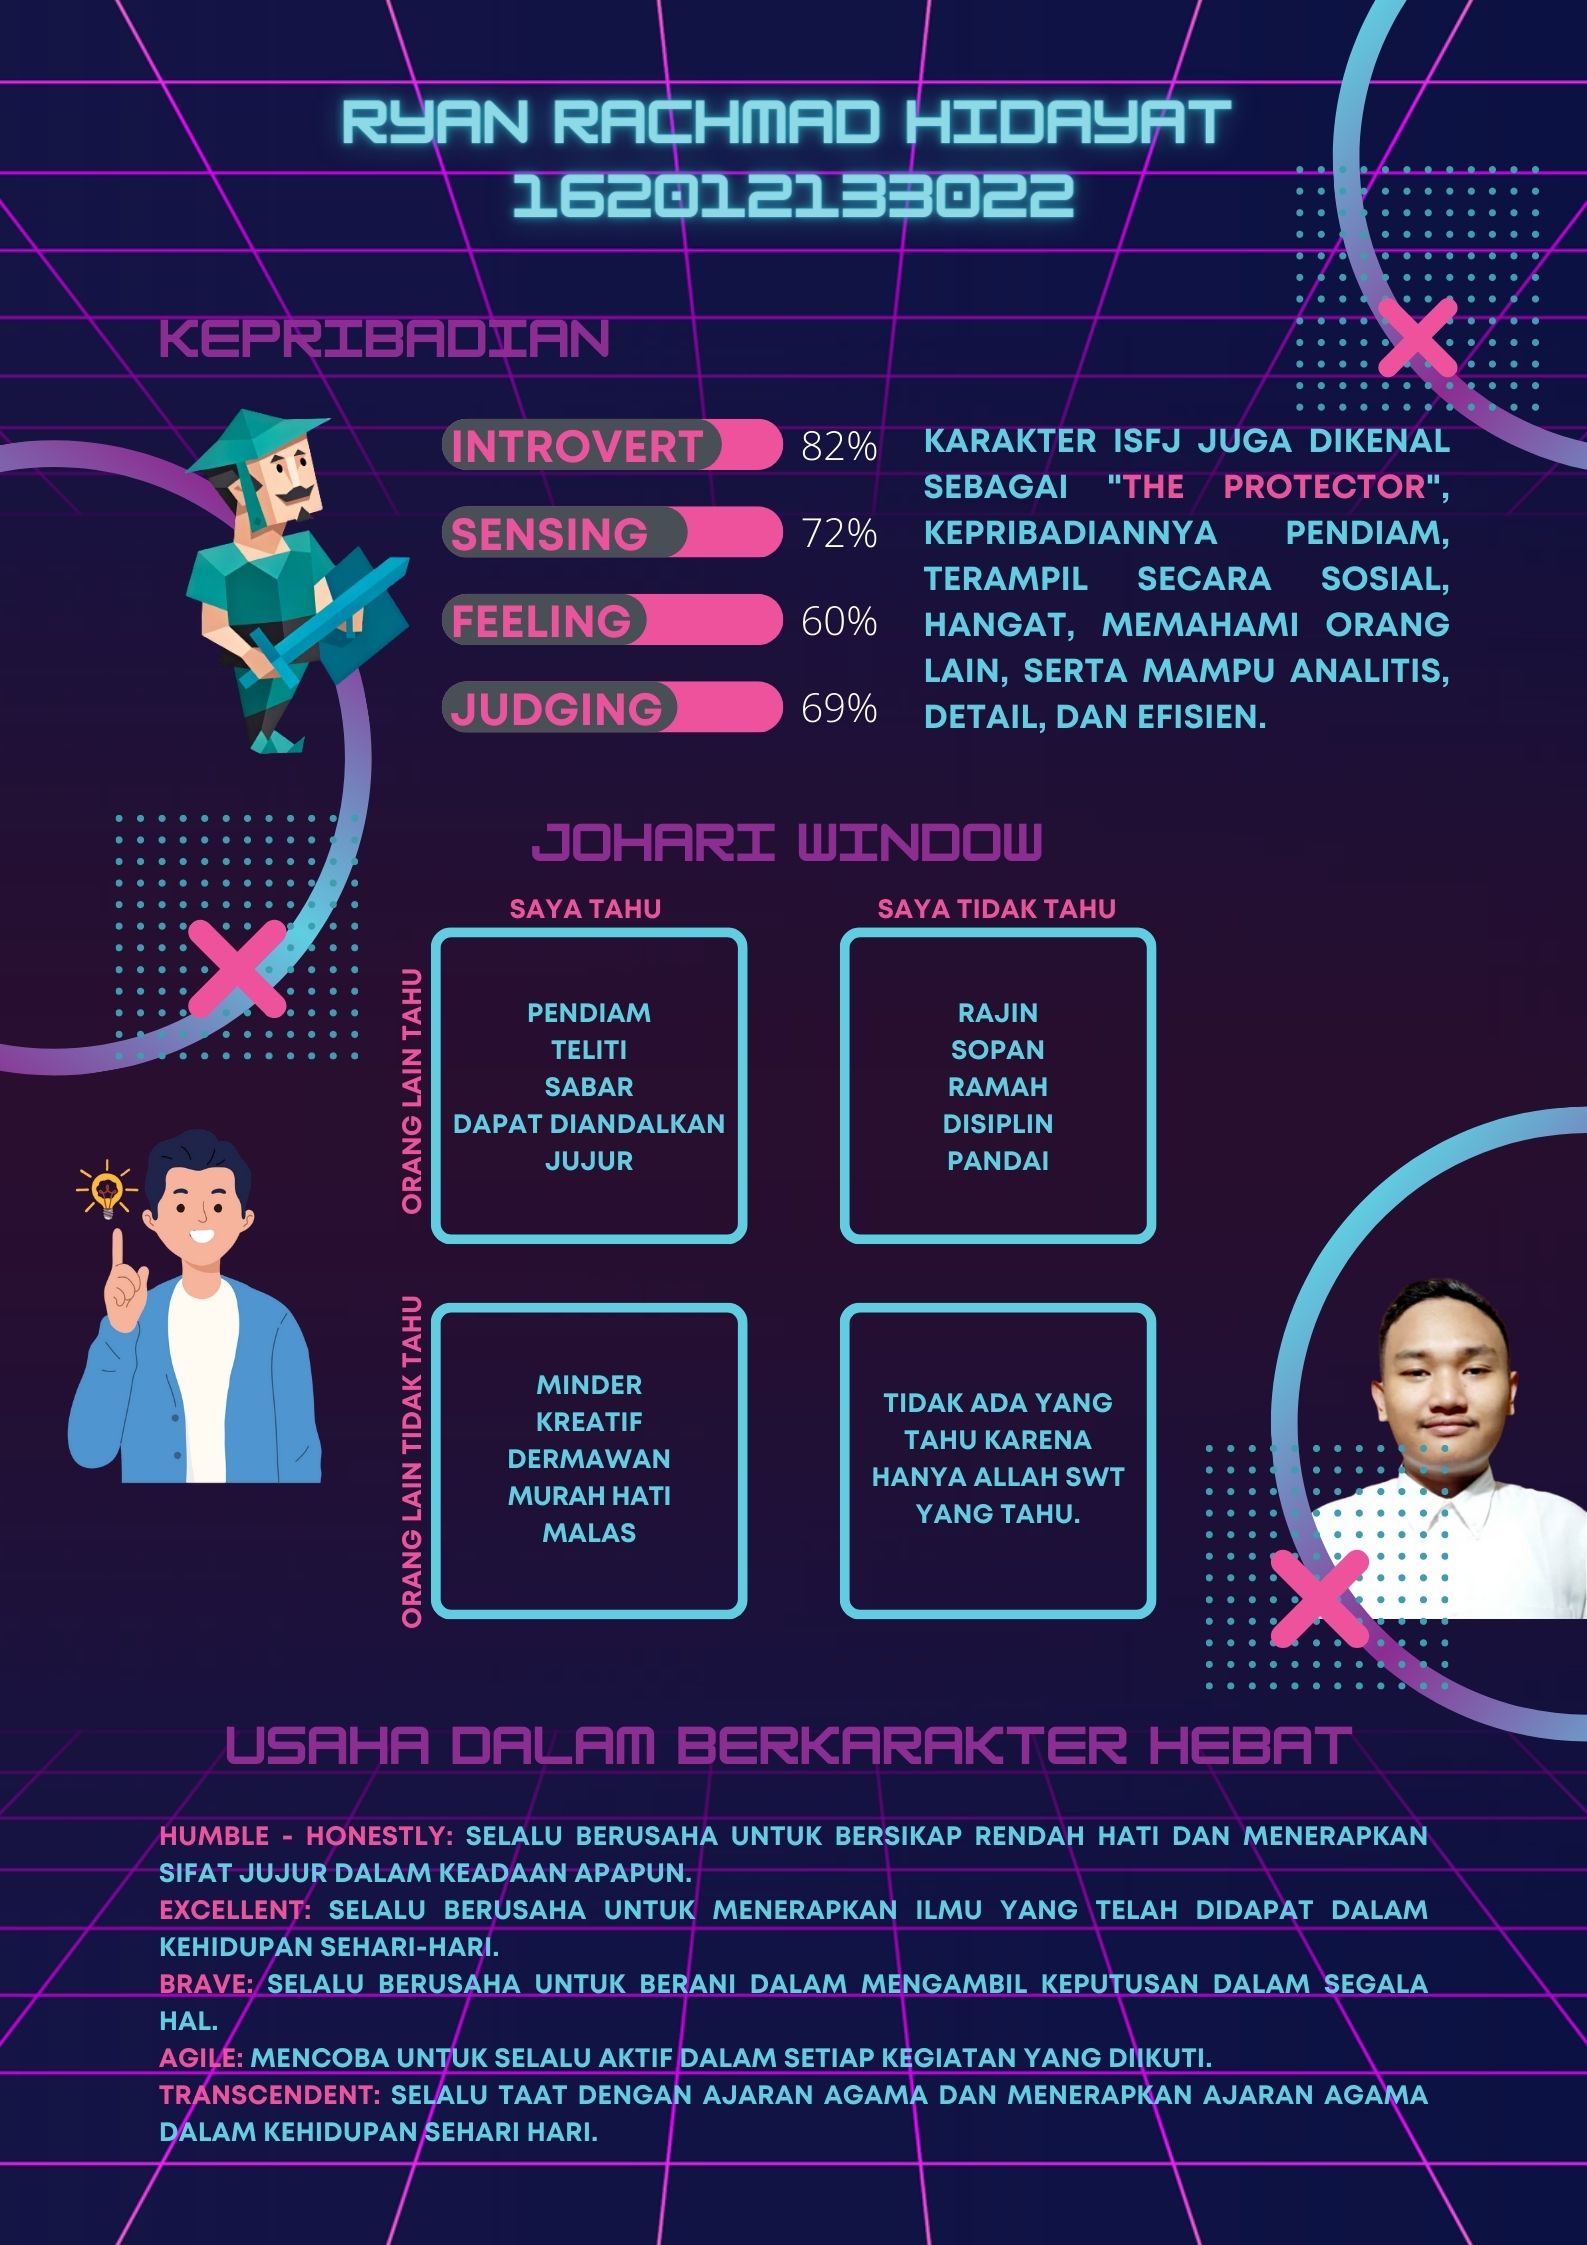 RYAN RACHMAD HIDAYAT
162012133022
KEPRIBADIAN
INTROVERT 82%
SENSING 72%
FEELING 60%
JUDGING 69%
KARAKTER ISFJ JUGA DIKENAL
SEBAGAI "THE PROTECTOR",
KEPRIBADIANNYA PENDIAM,
TERAMPIL SECARA SOSIAL,
HANGAT, MEMAHAMI ORANG
LAIN, SERTA MAMPU ANALITIS,
DETAIL, DAN EFISIEN.
JOHARI WINDOW
SAYA TAHU
SAYA TIDAK TAHU
ORANG LAIN TAHU
PENDIAM
TELITI
SABAR
DAPAT DIANDALKAN
JUJUR
RAJIN
SOPAN
RAMAH
DISIPLIN
PANDAI
ORANG LAIN TIDAK TAHU
MINDER
KREATIF
DERMAWAN
MURAH HATI
MALAS
TIDAK ADA YANG
TAHU KARENA
HANYA ALLAH SWT
YANG TAHU.
USAHA DALAM BERKARAKTER HEBAT
HUMBLE - HONESTLY: SELALU BERUSAHA UNTUK BERSIKAP RENDAH HATI DAN MENERAPKAN
SIFAT JUJUR DALAM KEADAAN APAPUN.
EXCELLENT: SELALU BERUSAHA UNTUK MENERAPKAN ILMU YANG TELAH DIDAPAT DALAM
KEHIDUPAN SEHARI-HARI.
BRAVE: SELALU BERUSAHA UNTUK BERANI DALAM MENGAMBIL KEPUTUSAN DALAM SEGALA
HAL.
AGILE: MENCOBA UNTUK SELALU AKTIF DALAM SETIAP KEGIATAN YANG DIIKUTI.
TRANSCENDENT: SELALU TAAT DENGAN AJARAN AGAMA DAN MENERAPKAN AJARAN AGAMA
DALAM KEHIDUPAN SEHARI HARI.